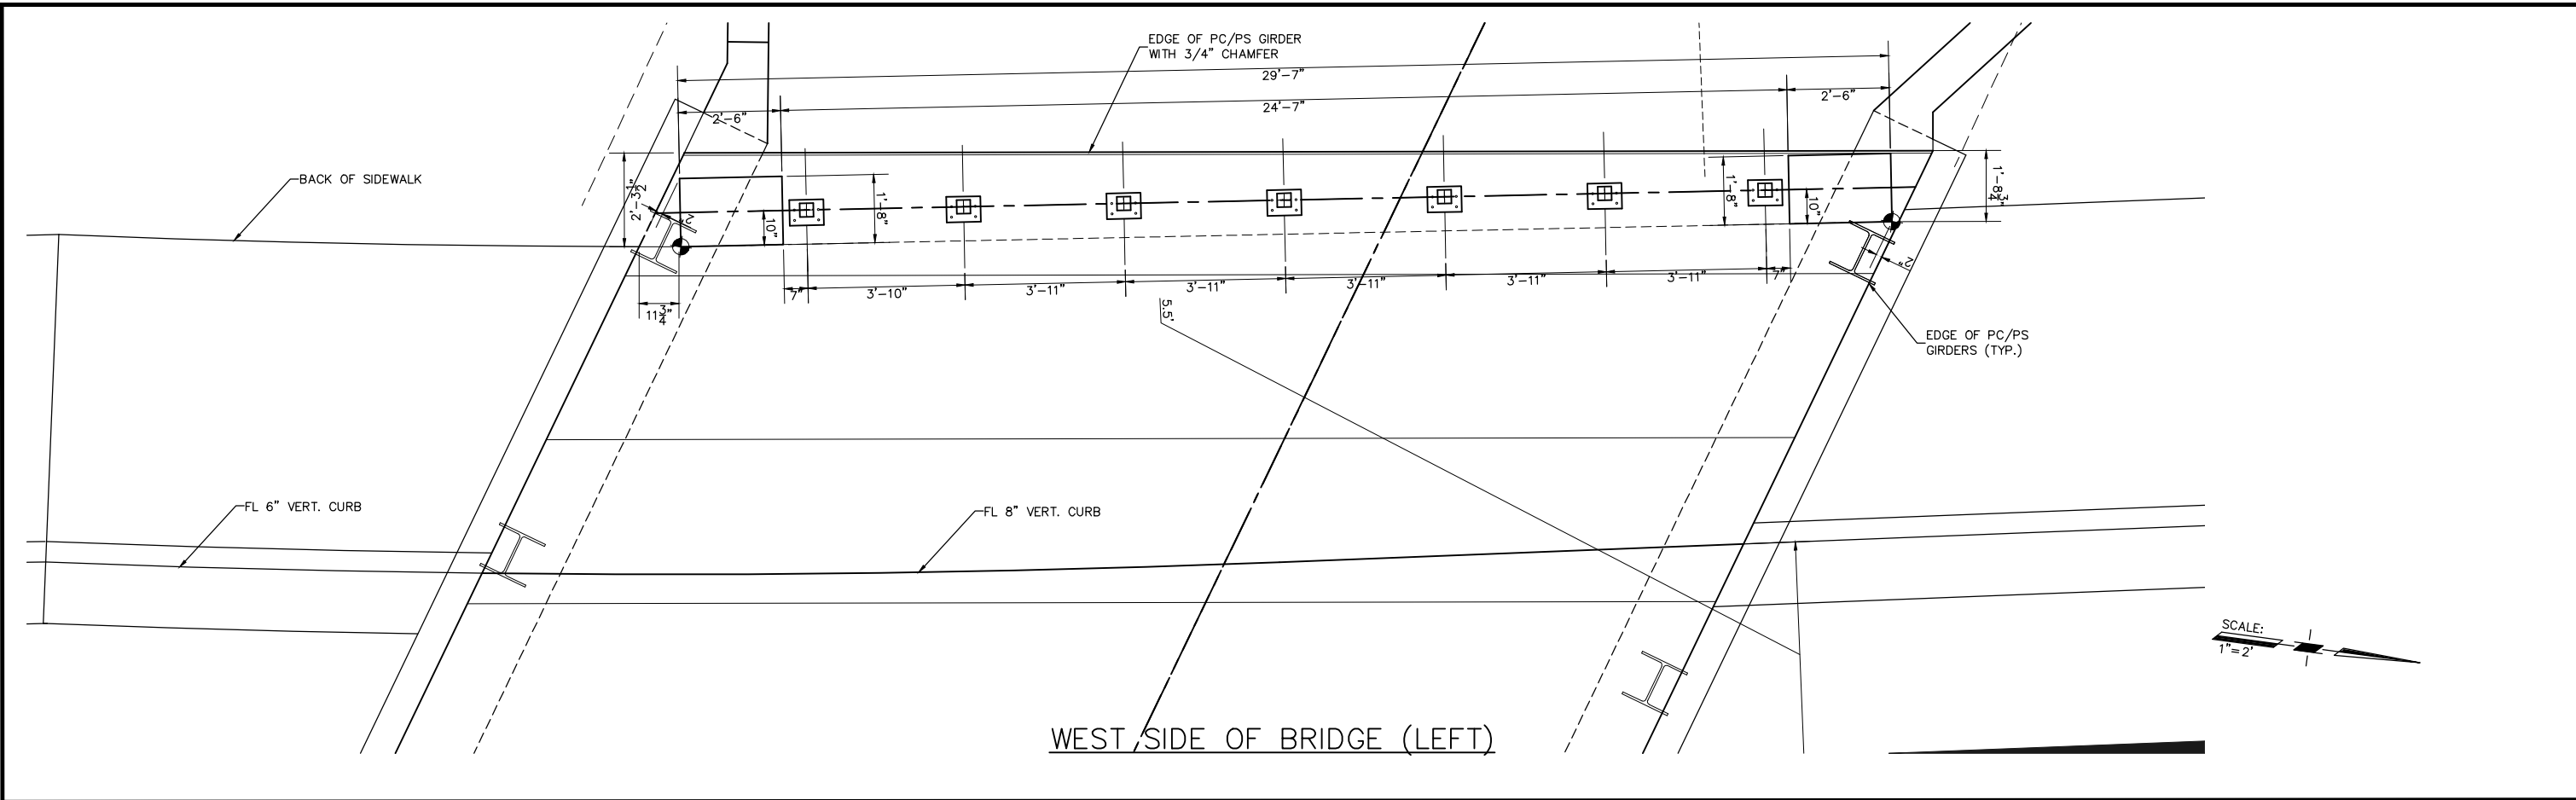 EDGE OF PC/PS GIRDER
WITH 3/4" CHAMFER
29'-7"
24'-7"
2'-6"
2'-6"
BACK OF SIDEWALK
2'-3 1/2"
2"
10"
1'-8"
1'-8"
10"
1'-8 3/4"
2"
11 3/4"
7"
3'-10"
3'-11"
3'-11"
3'-11"
3'-11"
3'-11"
7"
5.5'
EDGE OF PC/PS
GIRDERS (TYP.)
FL 6" VERT. CURB
FL 8" VERT. CURB
SCALE:
1"=2'
WEST SIDE OF BRIDGE (LEFT)